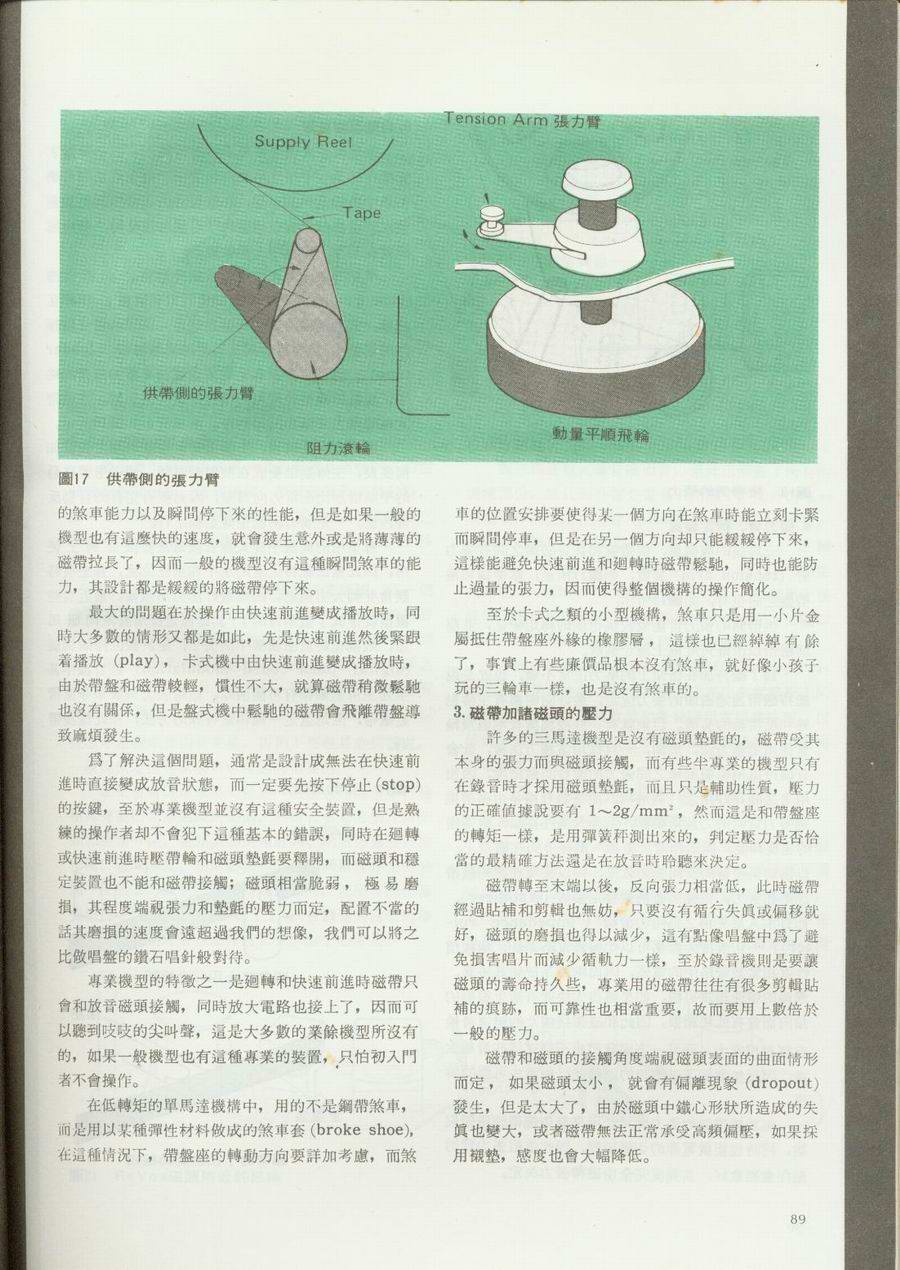 Tension Arm 張力臂
Supply Reel
Tape
供帶側的張力臂
阻力滾輪
動量平順飛輪
圖17 供帶側的張力臂
的煞車能力以及瞬間停下來的性能，但是如果一般的
機型也有這麼快的速度，就會發生意外或是將薄薄的
磁帶拉長了，因而一般的機型沒有這種瞬間煞車的能
力，其設計都是緩緩的將磁帶停下來。
最大的問題在於操作由快速前進變成播放時，同
時大多數的情形又都是如此，先是快速前進然後緊跟
着播放 (play)，卡式機中由快速前進變成播放時，
由於帶盤和磁帶較輕，慣性不大，就算磁帶稍微鬆馳
也沒有關係，但是盤式機中鬆馳的磁帶會飛離帶盤導
致麻煩發生。
爲了解決這個問題，通常是設計成無法在快速前
進時直接變成放音狀態，而一定要先按下停止 (stop)
的按鍵，至於專業機型並沒有這種安全裝置，但是熟
練的操作者却不會犯下這種基本的錯誤，同時在廻轉
或快速前進時壓帶輪和磁頭墊氈要釋開，而磁頭和穩
定裝置也不能和磁帶接觸；磁頭相當脆弱，極易磨
損，其程度端視張力和墊氈的壓力而定，配置不當的
話其磨損的速度會遠超過我們的想像，我們可以將之
比做唱盤的鑽石唱針般對待。
專業機型的特徵之一是廻轉和快速前進時磁帶只
會和放音磁頭接觸，同時放大電路也接上了，因而可
以聽到吱吱的尖叫聲，這是大多數的業餘機型所沒有
的，如果一般機型也有這種專業的裝置，只怕初入門
者不會操作。
在低轉矩的單馬達機構中，用的不是鋼帶煞車，
而是用以某種彈性材料做成的煞車套 (broke shoe),
在這種情況下，帶盤座的轉動方向要詳加考慮，而煞
車的位置安排要使得某一個方向在煞車時能立刻卡緊
而瞬間停車，但是在另一個方向却只能緩緩停下來，
這樣能避免快速前進和廻轉時磁帶鬆馳，同時也能防
止過量的張力，因而使得整個機構的操作簡化。
至於卡式之類的小型機構，煞車只是用一小片金
屬抵住帶盤座外緣的橡膠層，這樣也已經綽綽有餘
了，事實上有些廉價品根本沒有煞車，就好像小孩子
玩的三輪車一樣，也是沒有煞車的。
3. 磁帶加諸磁頭的壓力
許多的三馬達機型是沒有磁頭墊氈的，磁帶受其
本身的張力而與磁頭接觸，而有些半專業的機型只有
在錄音時才採用磁頭墊氈，而且只是輔助性質，壓力
的正確值據說要有 1～2g/mm²，然而這是和帶盤座
的轉矩一樣，是用彈簧秤測出來的，判定壓力是否恰
當的最精確方法還是在放音時聆聽來決定。
磁帶轉至末端以後，反向張力相當低，此時磁帶
經過貼補和剪輯也無妨，只要沒有循行失眞或偏移就
好，磁頭的磨損也得以減少，這有點像唱盤中爲了避
免損害唱片而減少循軌力一樣，至於錄音機則是要讓
磁頭的壽命持久些，專業用的磁帶往往有很多剪輯貼
補的痕跡，而可靠性也相當重要，故而要用上數倍於
一般的壓力。
磁帶和磁頭的接觸角度端視磁頭表面的曲面情形
而定，如果磁頭太小，就會有偏離現象 (dropout)
發生，但是太大了，由於磁頭中鐵心形狀所造成的失
眞也變大，或者磁帶無法正常承受高頻偏壓，如果採
用襯墊，感度也會大幅降低。
89